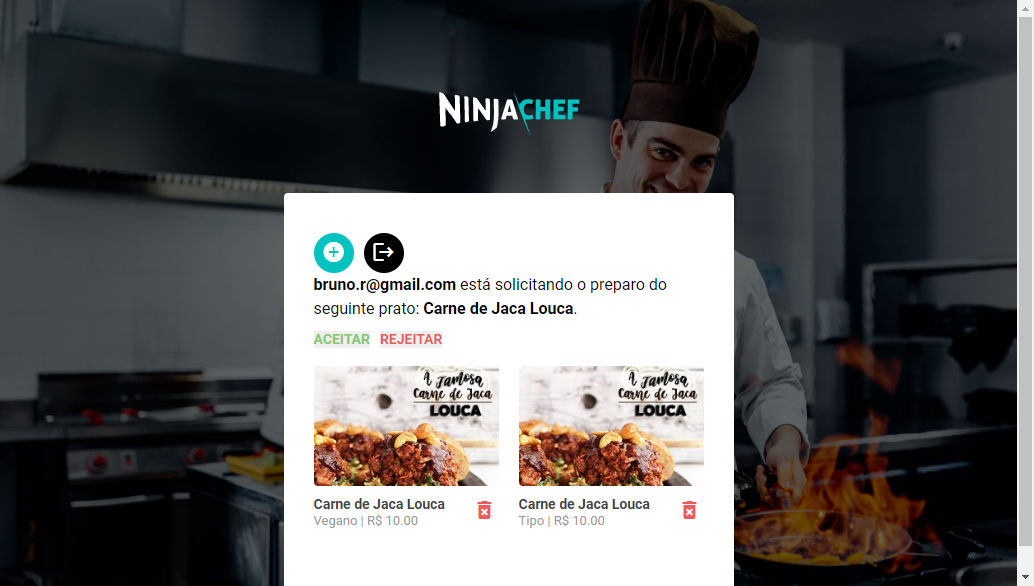 NINJACHEF
bruno.r@gmail.com está solicitando o preparo do
seguinte prato: Carne de Jaca Louca.
ACEITAR REJEITAR
A Famosa
Carne de Jaca
LOUCA
A Famosa
Carne de Jaca
LOUCA
Carne de Jaca Louca
Vegano | R$ 10.00
Carne de Jaca Louca
Tipo | R$ 10.00